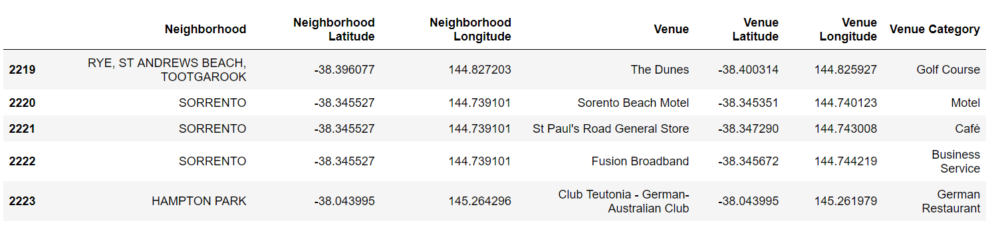 Neighborhood Neighborhood Latitude Neighborhood Longitude Venue Venue Latitude Venue Longitude Venue Category
2219 RYE, ST ANDREWS BEACH, TOOTGAROOK -38.396077 144.827203 The Dunes -38.400314 144.825927 Golf Course
2220 SORRENTO -38.345527 144.739101 Sorento Beach Motel -38.345351 144.740123 Motel
2221 SORRENTO -38.345527 144.739101 St Paul's Road General Store -38.347290 144.743008 Café
2222 SORRENTO -38.345527 144.739101 Fusion Broadband -38.345672 144.744219 Business Service
2223 HAMPTON PARK -38.043995 145.264296 Club Teutonia - German-Australian Club -38.043995 145.261979 German Restaurant